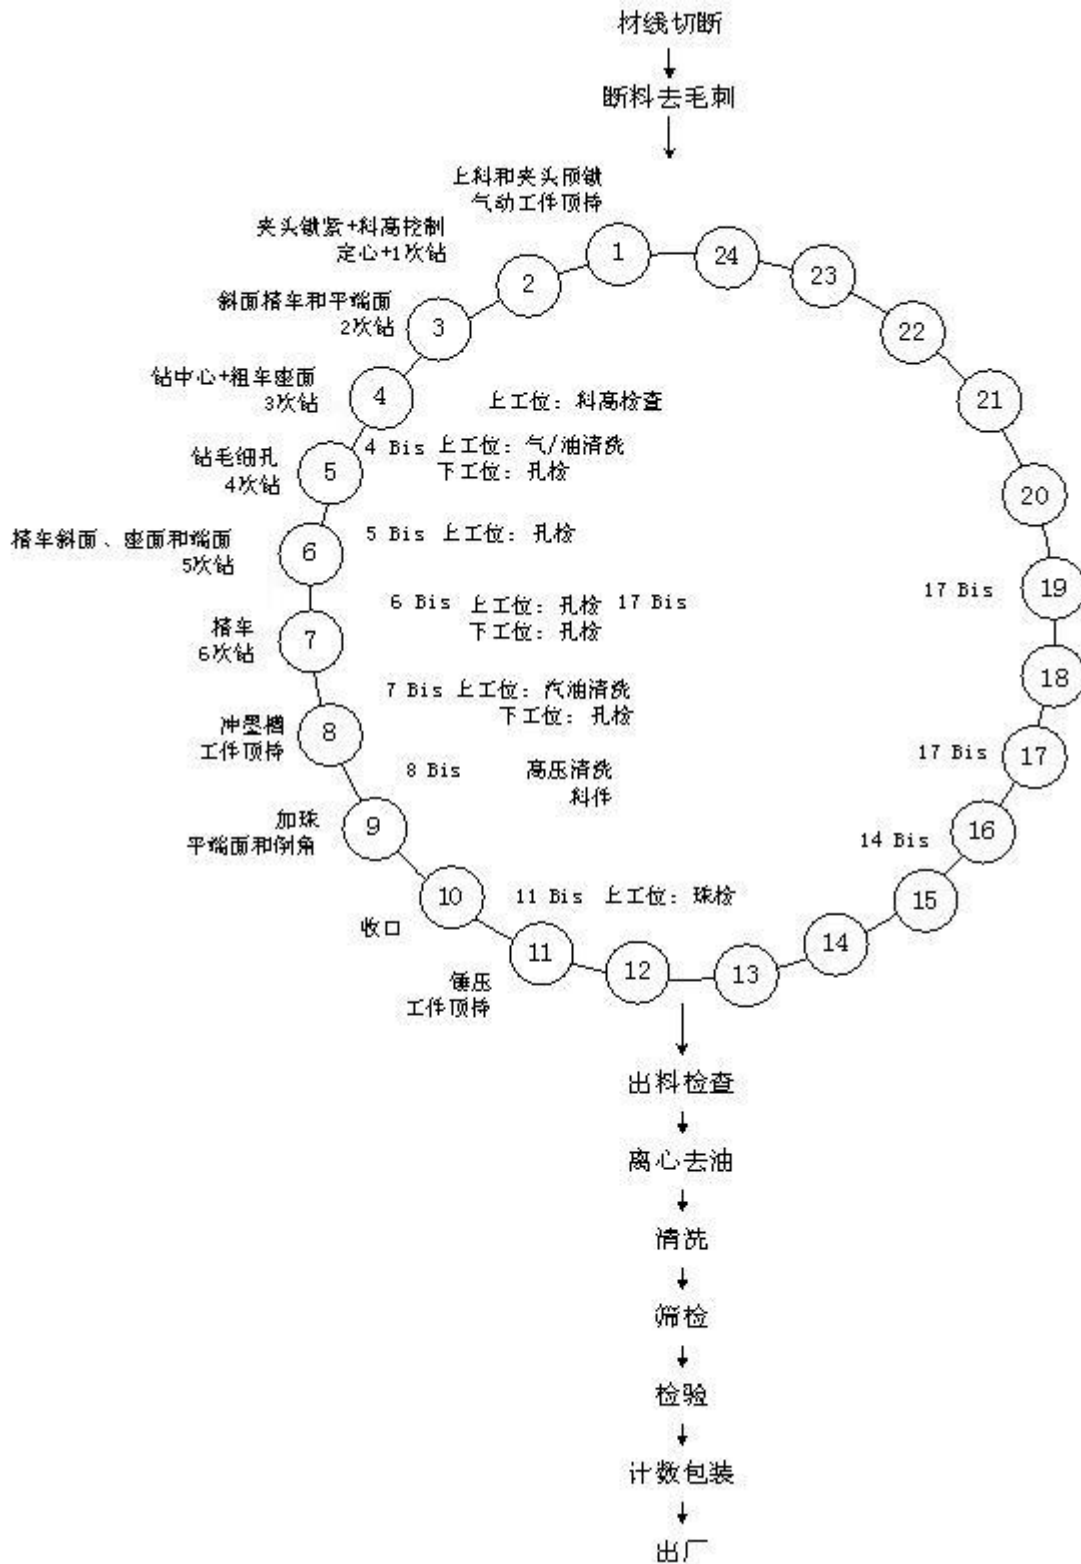 材线切断
断料去毛刺
上料和夹头预锁
气动工件顶持
夹头锁紧+料高控制
定心+1次钻
斜面精车和平端面
2次钻
钻中心+粗车座面
3次钻
钻毛细孔
4次钻
精车斜面、座面和端面
5次钻
精车
6次钻
冲墨槽
工件顶持
加珠
平端面和倒角
收口
锤压
工件顶持
1
2
3
4
5
6
7
8
9
10
11
12
13
14
15
16
17
18
19
20
21
22
23
24
上工位：料高检查
4 Bis 上工位：气/油清洗
下工位：孔检
5 Bis 上工位：孔检
6 Bis 上工位：孔检 17 Bis
下工位：孔检
7 Bis 上工位：汽油清洗
下工位：孔检
8 Bis 高压清洗
料件
11 Bis 上工位：珠检
17 Bis
17 Bis
14 Bis
出料检查
离心去油
清洗
筛检
检验
计数包装
出厂